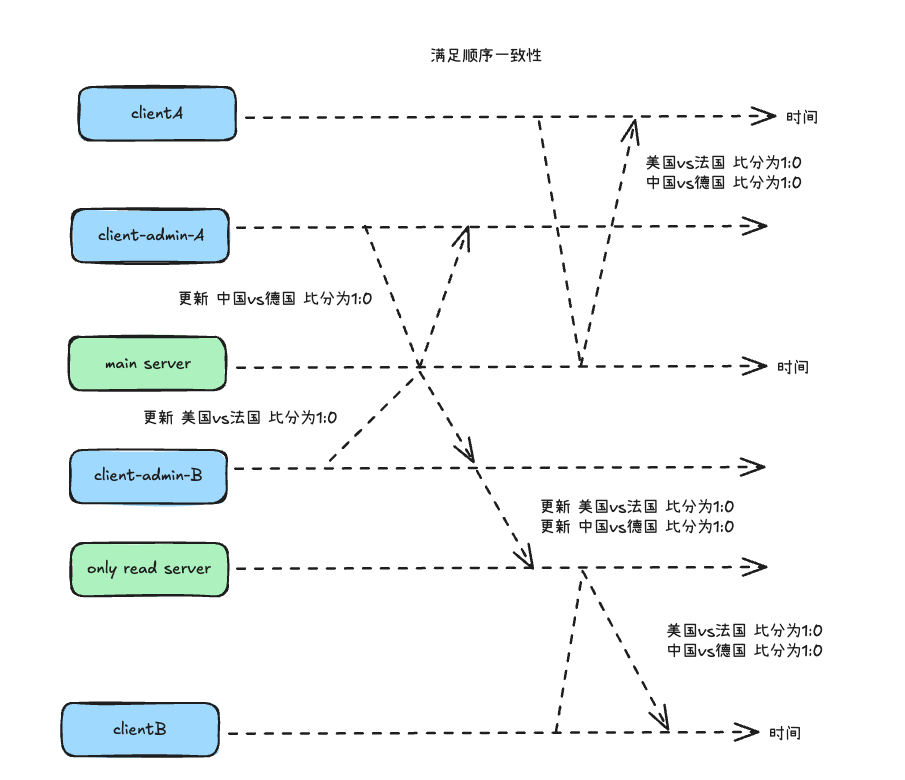 满足顺序一致性
clientA
时间
美国vs法国 比分为1:0
中国vs德国 比分为1:0
client-admin-A
更新 中国vs德国 比分为1:0
main server
时间
更新 美国vs法国 比分为1:0
client-admin-B
更新 美国vs法国 比分为1:0
更新 中国vs德国 比分为1:0
only read server
美国vs法国 比分为1:0
中国vs德国 比分为1:0
clientB
时间